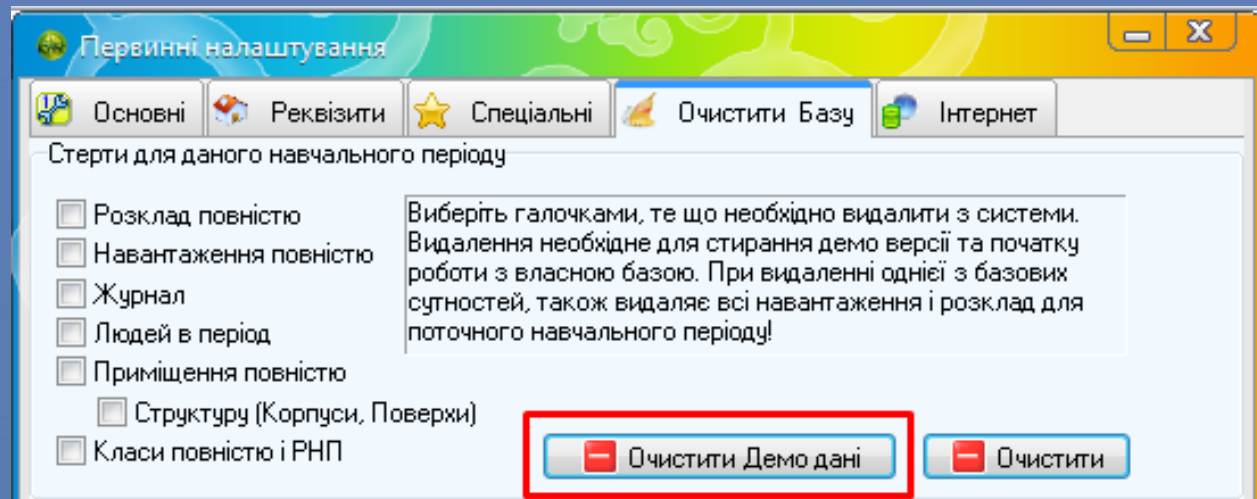 Первинні налаштування
Основні Реквізити Спеціальні Очистити Базу Інтернет
Стерти для даного навчального періоду
Розклад повністю
Навантаження повністю
Журнал
Людей в період
Приміщення повністю
Структуру (Корпуси, Поверхи)
Класи повністю і РНП
Виберіть галочками, те що необхідно видалити з системи.
Видалення необхідне для стирання демо версії та початку
роботи з власною базою. При видаленні однієї з базових
сутностей, також видаляє всі навантаження і розклад для
поточного навчального періоду!
Очистити Демо дані
Очистити